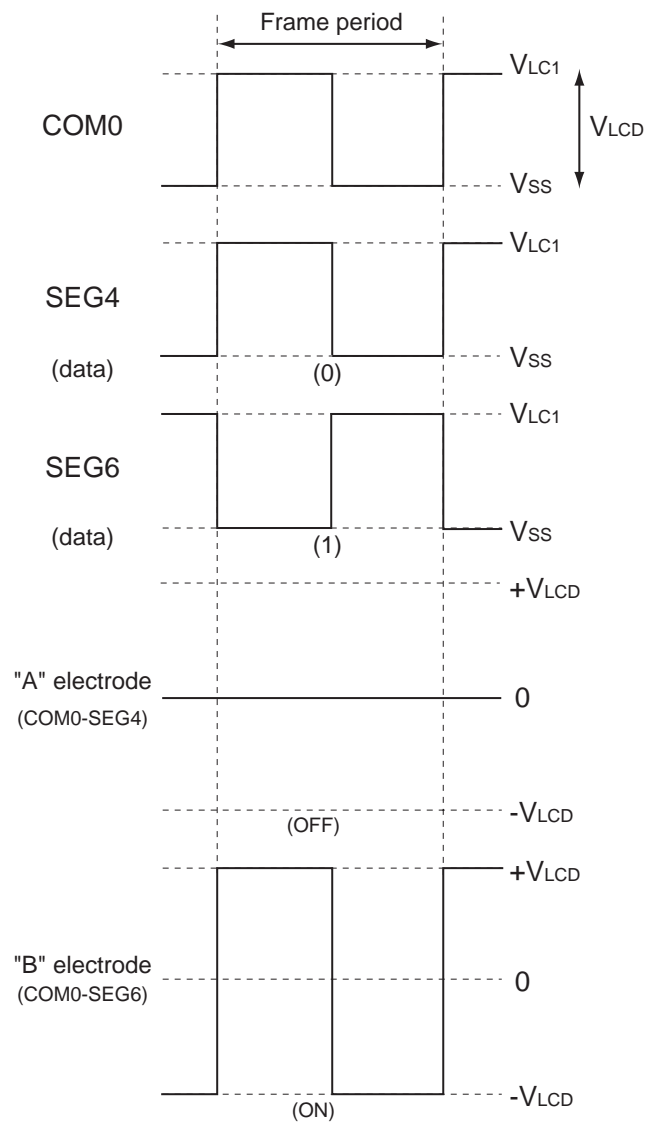 Frame period
VLC1
COM0
VLCD
VSS
VLC1
SEG4
VSS
(data)
(0)
VLC1
SEG6
VSS
(data)
(1)
+VLCD
"A" electrode
0
(COM0-SEG4)
-VLCD
(OFF)
+VLCD
"B" electrode
0
(COM0-SEG6)
-VLCD
(ON)